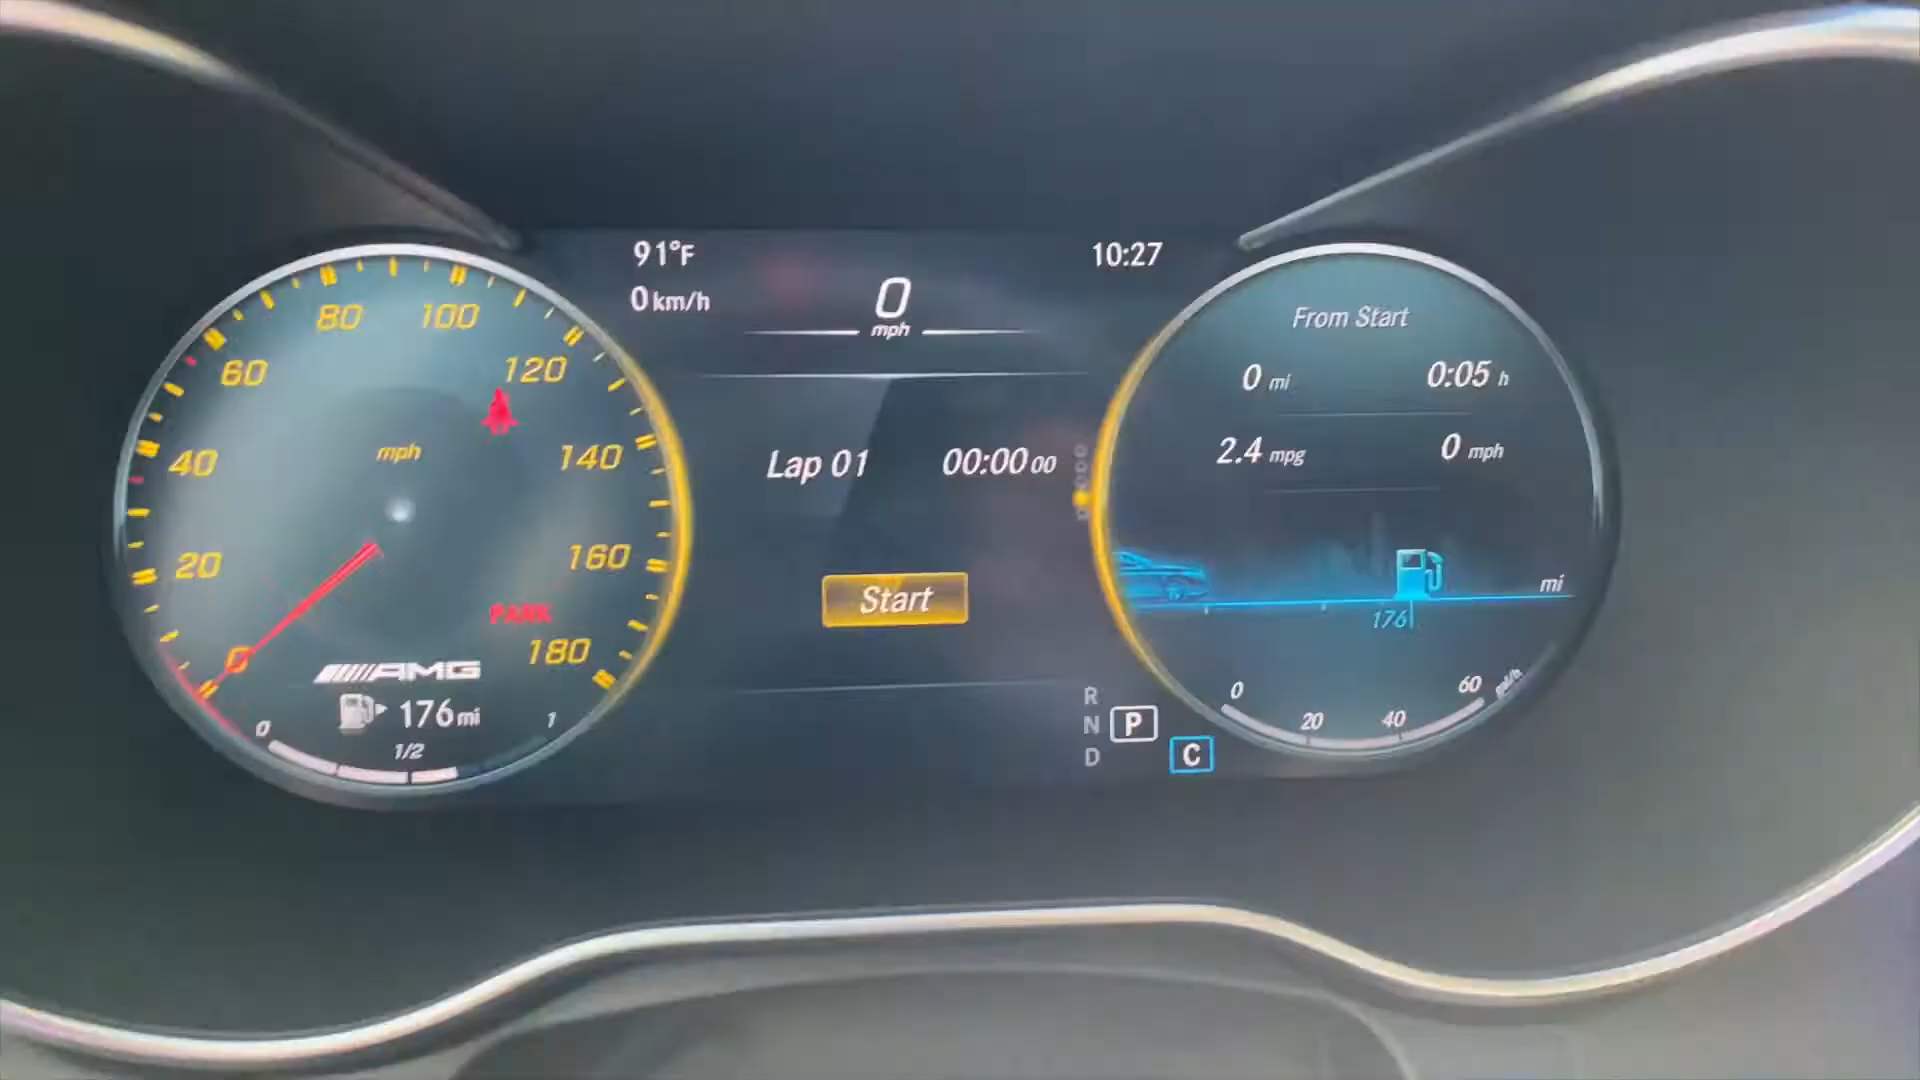 91°F
10:27
0 km/h
0
mph
80
100
60
120
40
mph
140
20
160
PARK
0
180
AMG
176 mi
0
1/2
1
Lap 01
00:00 00
Start
From Start
0 mi
0:05 h
2.4 mpg
0 mph
mi
176
R
N
P
D
C
0
20
40
60